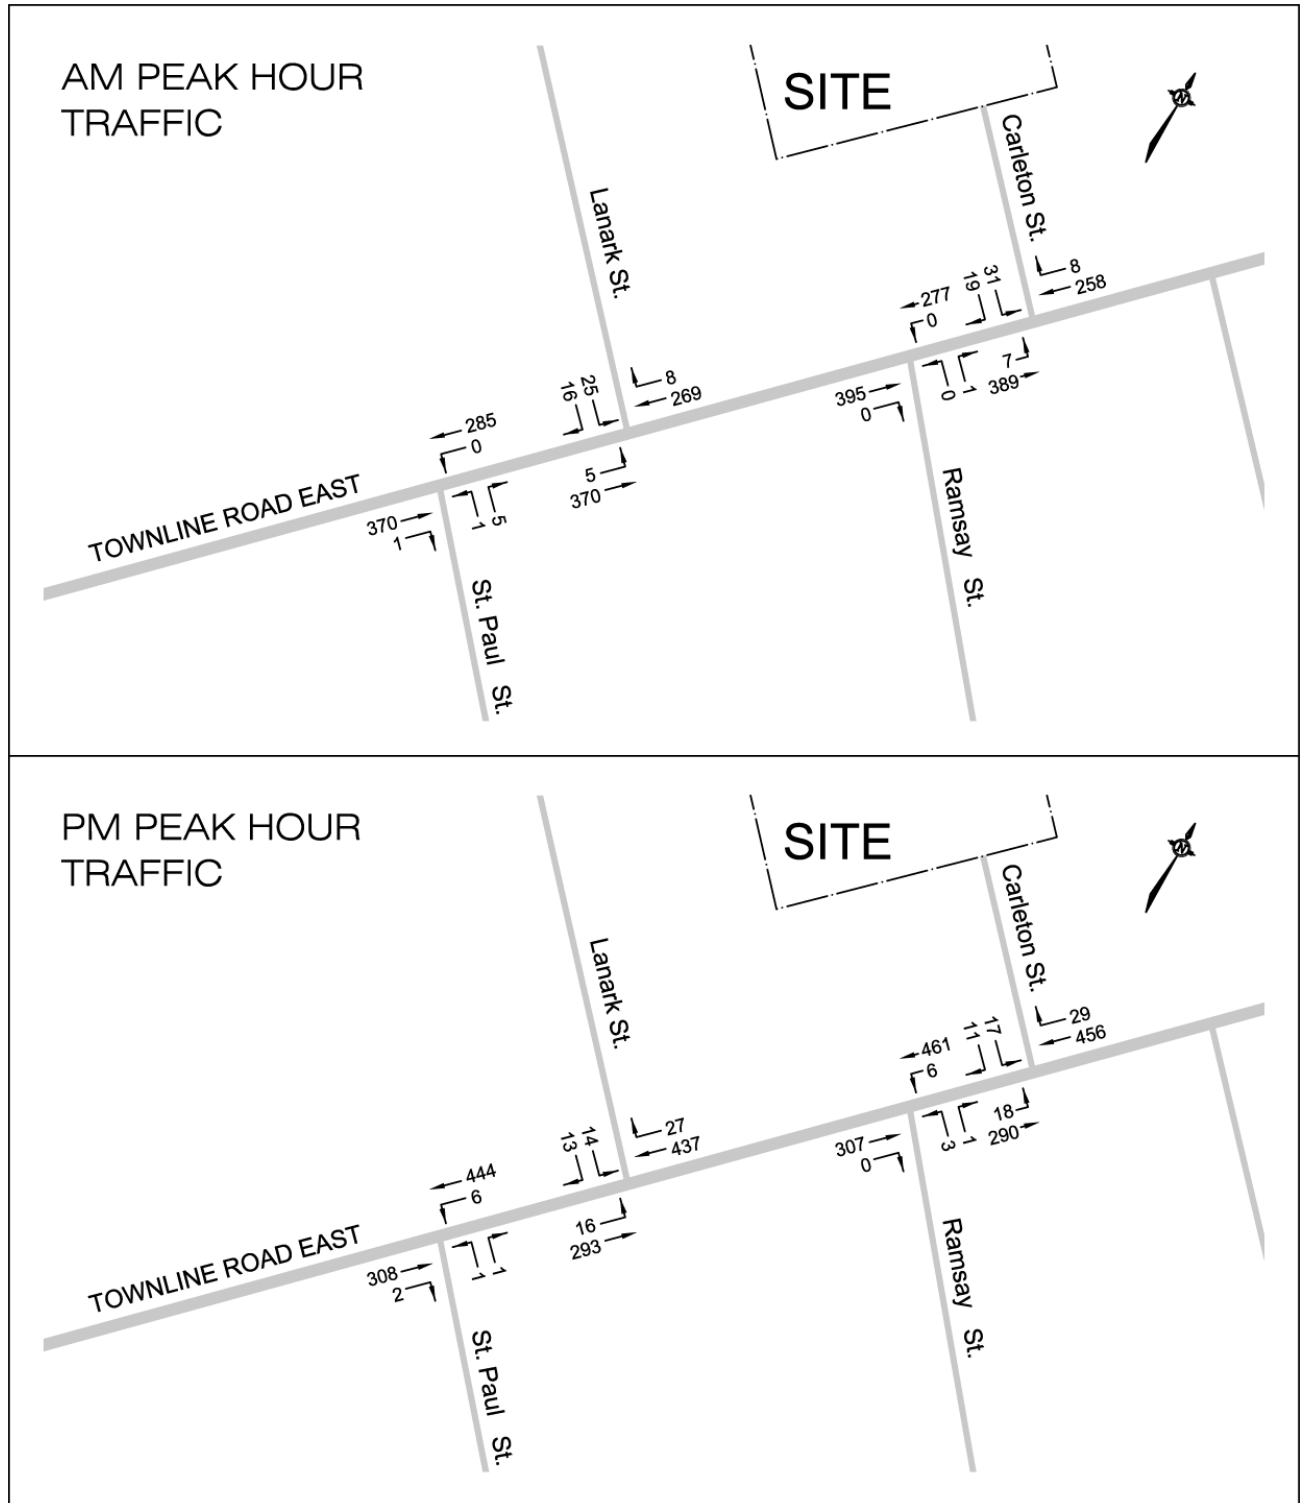 AM PEAK HOUR
TRAFFIC
SITE
N
Carleton St.
Lanark St.
8
258
31
19
277
0
7
389
0
1
395
0
8
269
25
16
5
370
285
0
370
1
1
5
TOWNLINE ROAD EAST
St. Paul St.
Ramsay St.
PM PEAK HOUR
TRAFFIC
SITE
N
Carleton St.
Lanark St.
29
456
17
11
461
6
18
290
3
1
307
0
27
437
14
13
16
293
444
6
308
2
1
1
TOWNLINE ROAD EAST
St. Paul St.
Ramsay St.